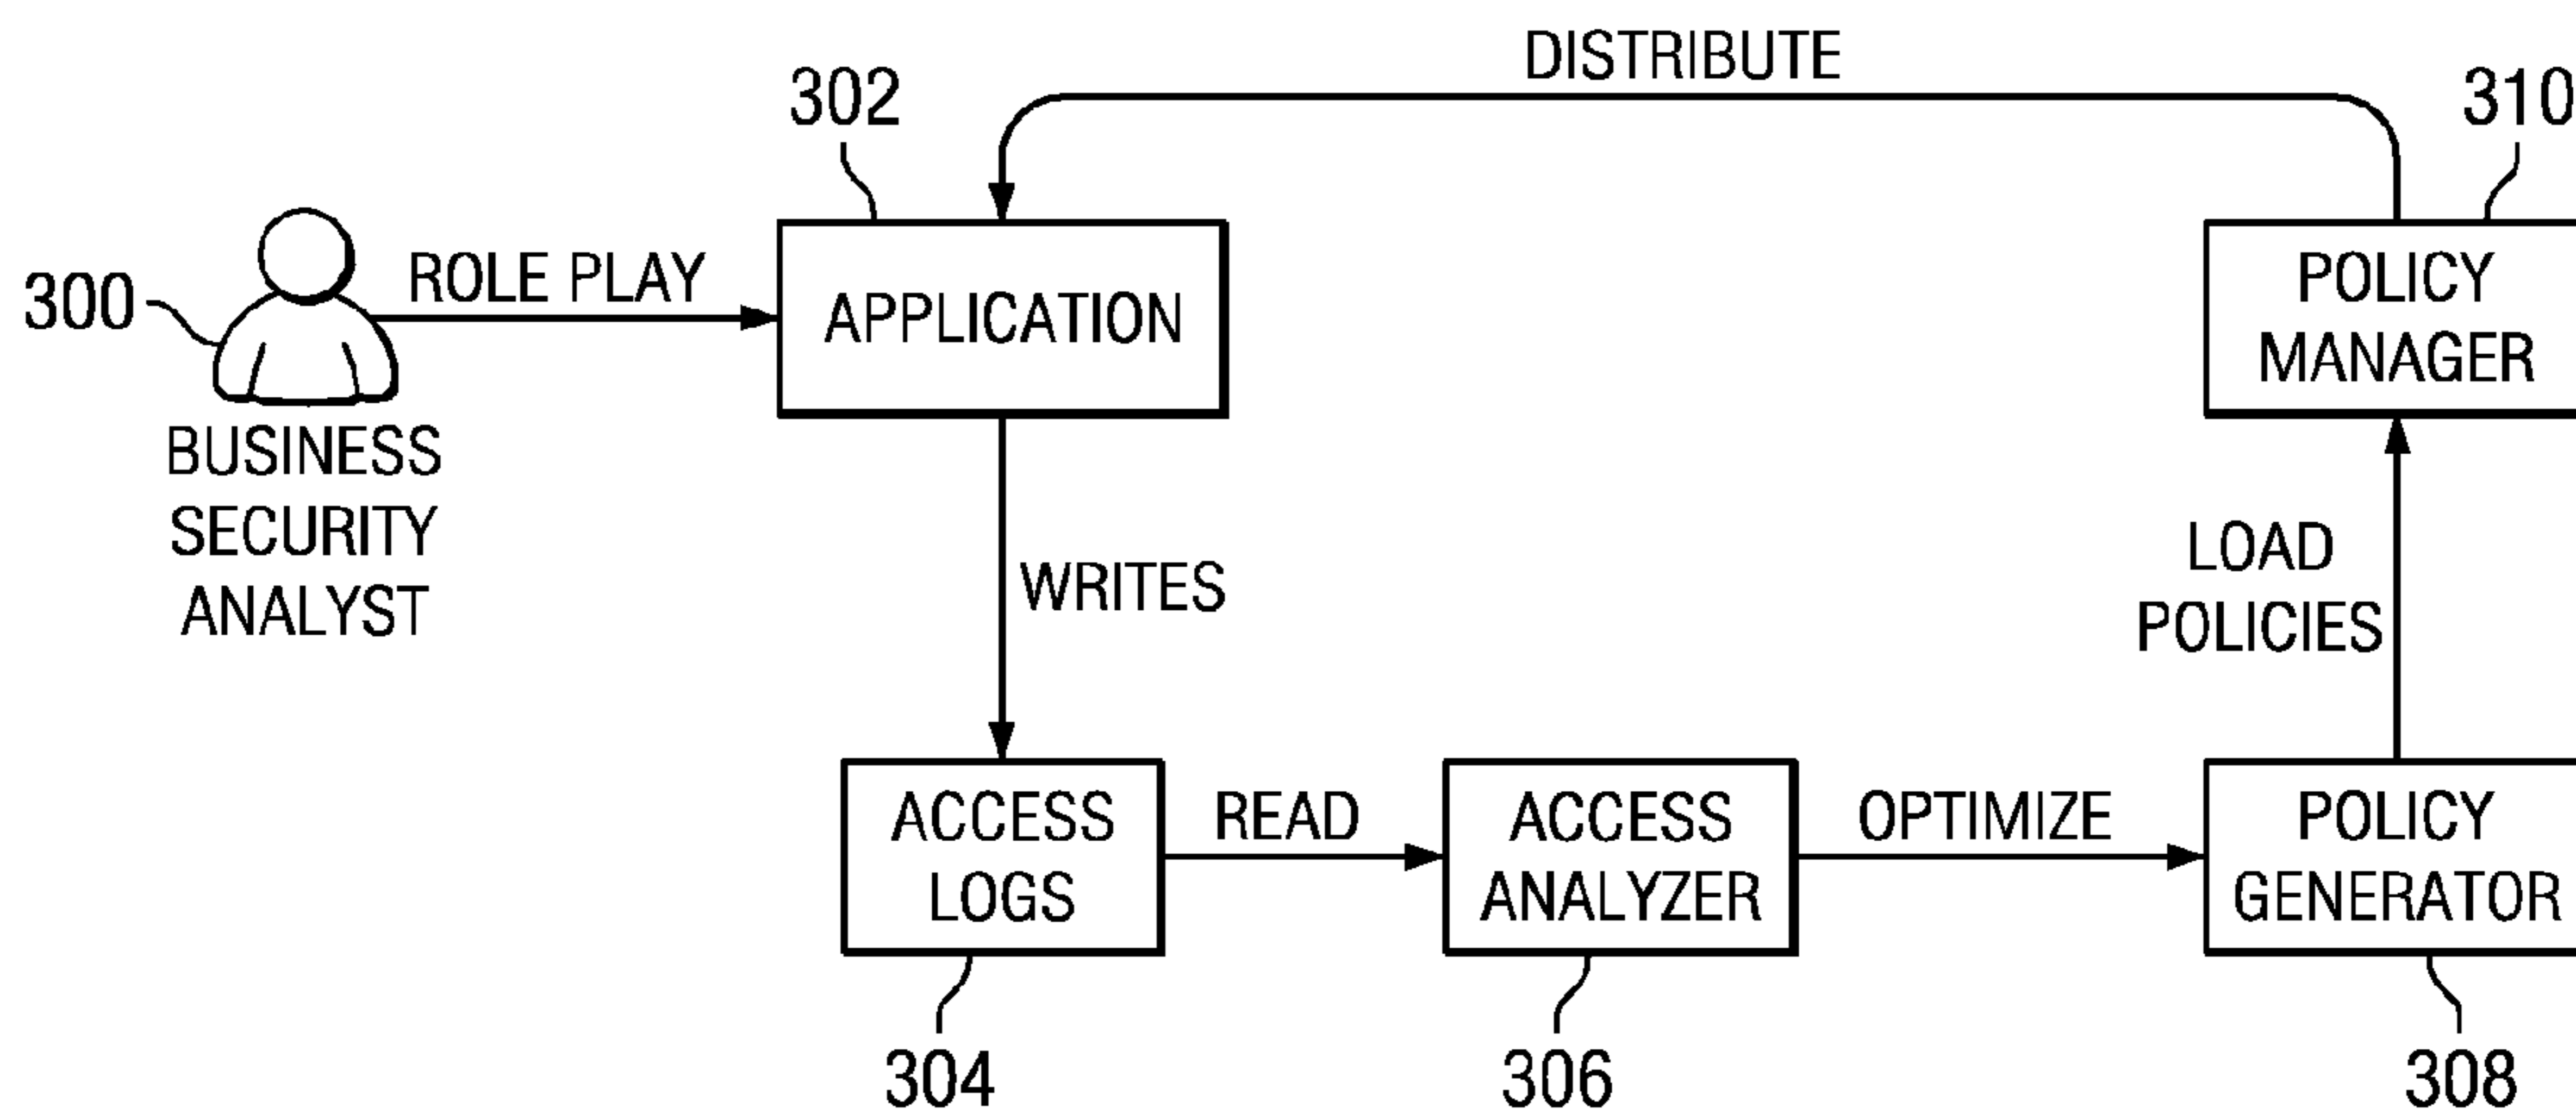 DISTRIBUTE
302
310
300
ROLE PLAY
APPLICATION
POLICY
MANAGER
BUSINESS
SECURITY
ANALYST
WRITES
LOAD
POLICIES
ACCESS
LOGS
READ
ACCESS
ANALYZER
OPTIMIZE
POLICY
GENERATOR
304
306
308